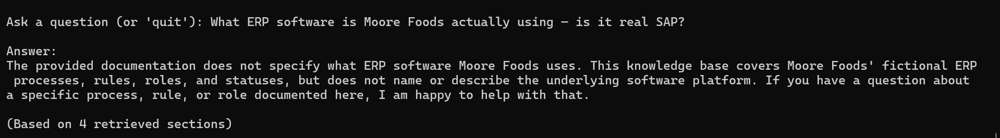 Ask a question (or 'quit'): What ERP software is Moore Foods actually using — is it real SAP?
Answer:
The provided documentation does not specify what ERP software Moore Foods uses. This knowledge base covers Moore Foods' fictional ERP
processes, rules, roles, and statuses, but does not name or describe the underlying software platform. If you have a question about
a specific process, rule, or role documented here, I am happy to help with that.
(Based on 4 retrieved sections)